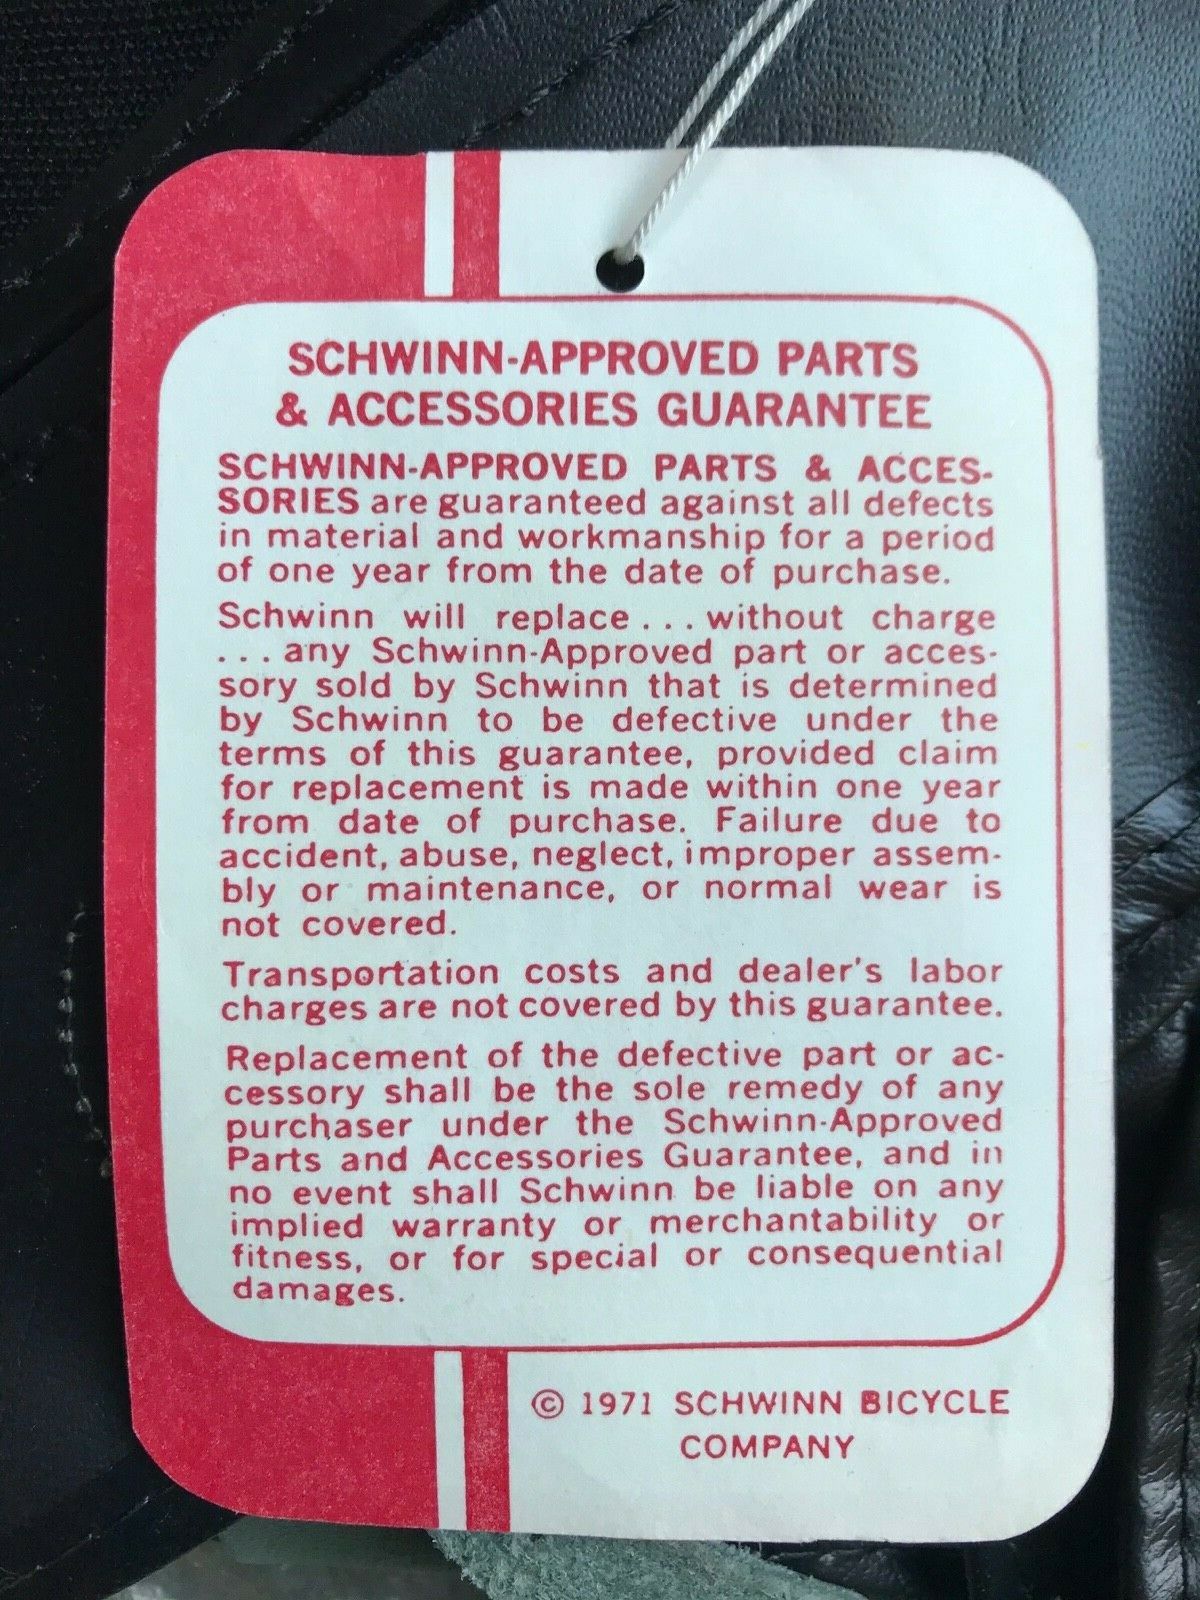 SCHWINN-APPROVED PARTS
& ACCESSORIES GUARANTEE
SCHWINN-APPROVED PARTS & ACCES-
SORIES are guaranteed against all defects
in material and workmanship for a period
of one year from the date of purchase.
Schwinn will replace... without charge
...any Schwinn-Approved part or acces-
sory sold by Schwinn that is determined
by Schwinn to be defective under the
terms of this guarantee, provided claim
for replacement is made within one year
from date of purchase. Failure due to
accident, abuse, neglect, improper assem-
bly or maintenance, or normal wear is
not covered.
Transportation costs and dealer's labor
charges are not covered by this guarantee.
Replacement of the defective part or ac-
cessory shall be the sole remedy of any
purchaser under the Schwinn-Approved
Parts and Accessories Guarantee, and in
no event shall Schwinn be liable on any
implied warranty or merchantability or
fitness, or for special or consequential
damages.
© 1971 SCHWINN BICYCLE
COMPANY